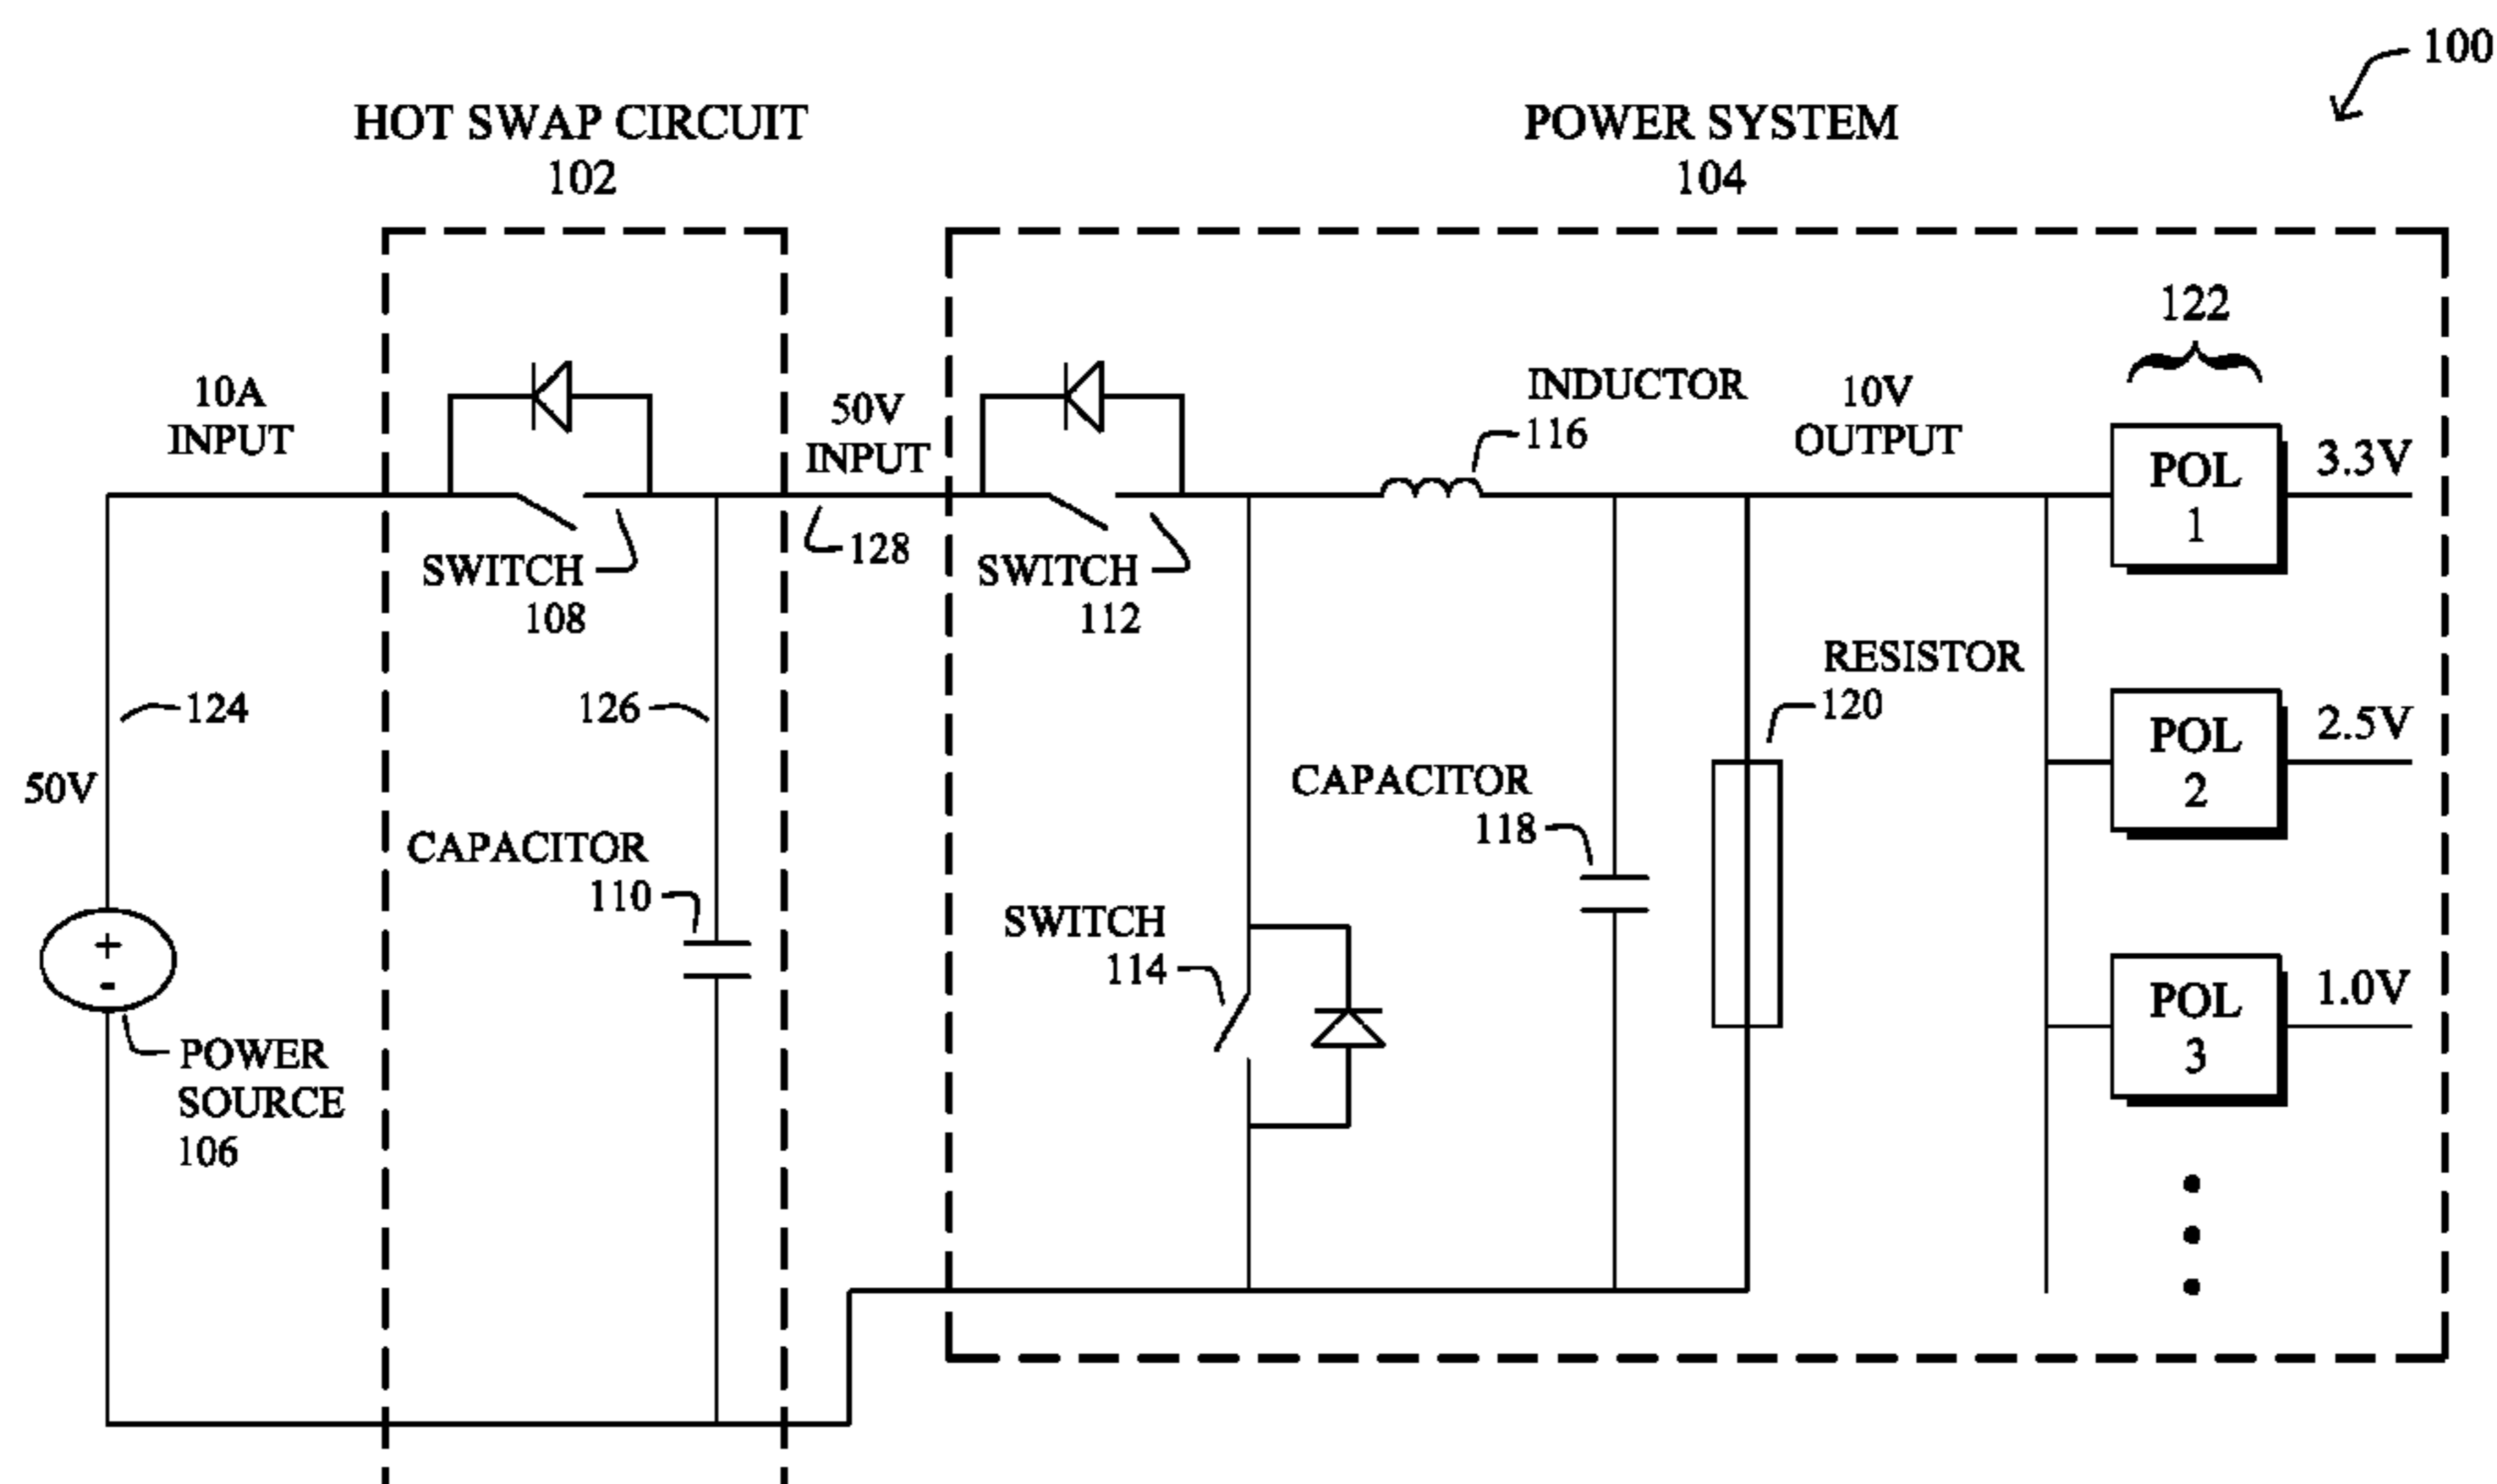 100
HOT SWAP CIRCUIT
102
POWER SYSTEM
104
122
10A
INPUT
50V
INPUT
INDUCTOR
116
10V
OUTPUT
POL
1
3.3V
SWITCH
108
128
SWITCH
112
RESISTOR
120
124
126
50V
POL
2
2.5V
CAPACITOR
118
CAPACITOR
110
SWITCH
114
+
-
POL
3
1.0V
POWER
SOURCE
106